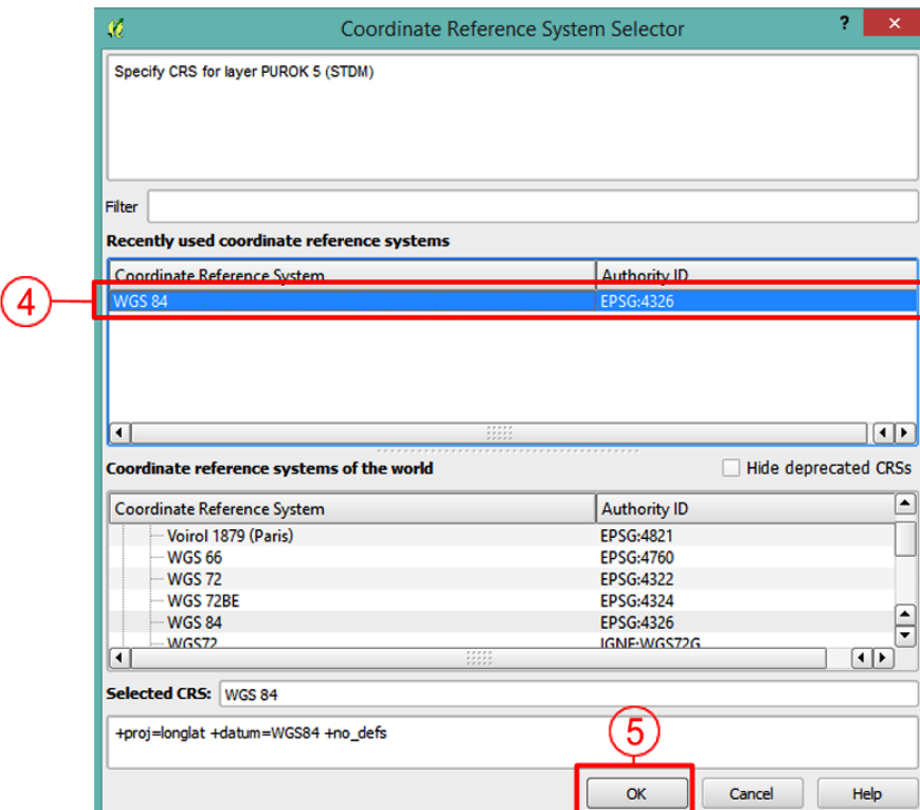 Coordinate Reference System Selector ?
Specify CRS for layer PUROK 5 (STDM)
Filter
Recently used coordinate reference systems
Coordinate Reference System Authority ID
4
WGS 84 EPSG:4326
Coordinate reference systems of the world Hide deprecated CRSs
Coordinate Reference System Authority ID
Voirol 1879 (Paris) EPSG:4821
WGS 66 EPSG:4760
WGS 72 EPSG:4322
WGS 72BE EPSG:4324
WGS 84 EPSG:4326
WGS72 IGNF:WGS72G
Selected CRS: WGS 84
+proj=longlat +datum=WGS84 +no_defs
5
OK Cancel Help